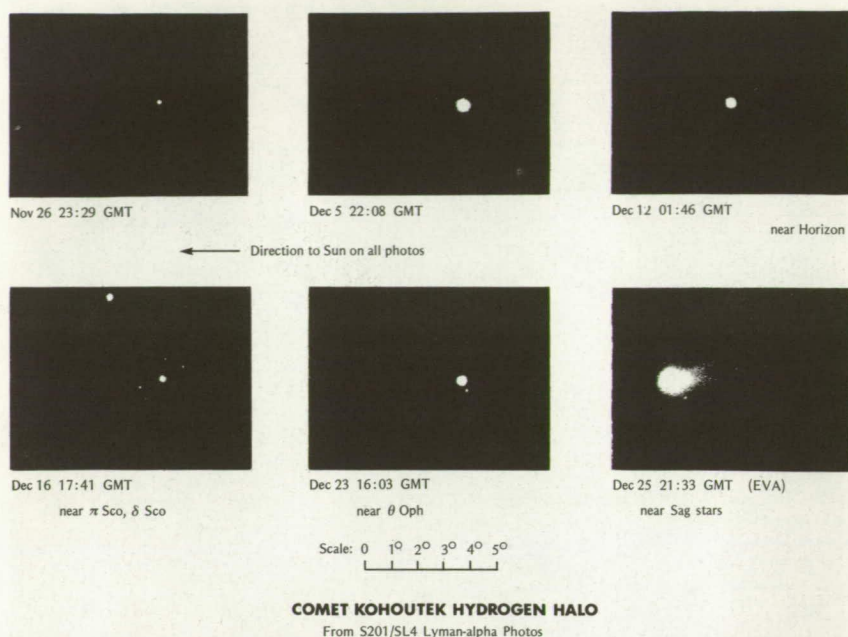 Nov 26 23:29 GMT
Dec 5 22:08 GMT
Dec 12 01:46 GMT
near Horizon
Direction to Sun on all photos
Dec 16 17:41 GMT
near π Sco, δ Sco
Dec 23 16:03 GMT
near θ Oph
Dec 25 21:33 GMT (EVA)
near Sag stars
Scale: 0 1° 2° 3° 4° 5°
COMET KOHOUTEK HYDROGEN HALO
From S201/SL4 Lyman-alpha Photos